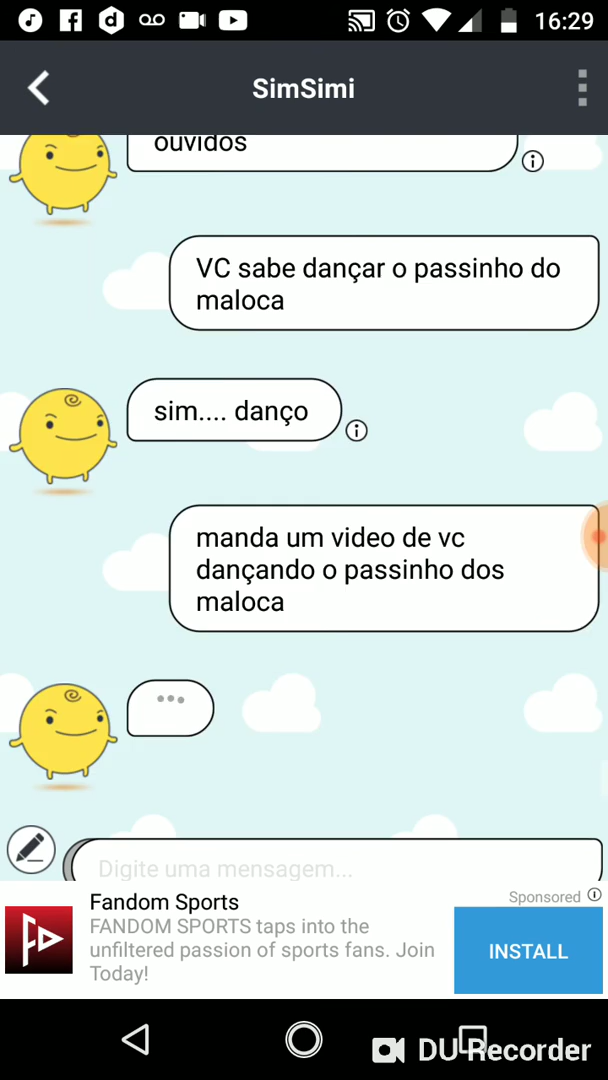 16:29
SimSimi
ouvidos
VC sabe dançar o passinho do
maloca
sim.... danço
manda um video de vc
dançando o passinho dos
maloca
Digite uma mensagem...
Fandom Sports
Sponsored
FANDOM SPORTS taps into the
unfiltered passion of sports fans. Join
Today!
INSTALL
DU Recorder